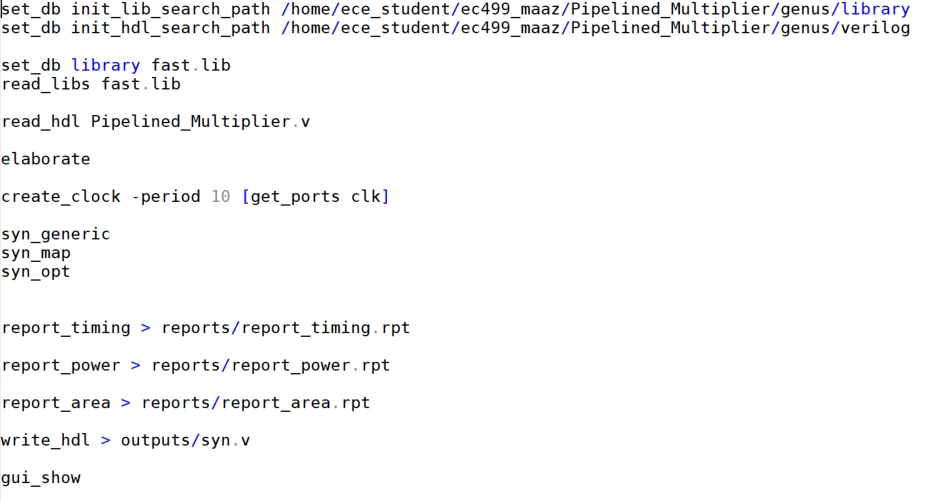 set_db init_lib_search_path /home/ece_student/ec499_maaz/Pipelined_Multiplier/genus/library
set_db init_hdl_search_path /home/ece_student/ec499_maaz/Pipelined_Multiplier/genus/verilog
set_db library fast.lib
read_libs fast.lib
read_hdl Pipelined_Multiplier.v
elaborate
create_clock -period 10 [get_ports clk]
syn_generic
syn_map
syn_opt
report_timing > reports/report_timing.rpt
report_power > reports/report_power.rpt
report_area > reports/report_area.rpt
write_hdl > outputs/syn.v
gui_show